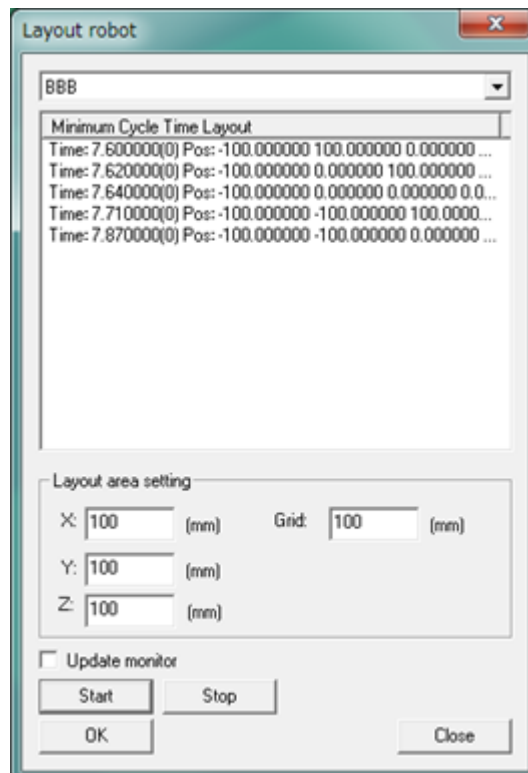 Layout robot
BBB
Minimum Cycle Time Layout
Time: 7.600000(0) Pos: -100.000000 100.000000 0.000000 ...
Time: 7.620000(0) Pos: -100.000000 0.000000 100.000000 ...
Time: 7.640000(0) Pos: -100.000000 0.000000 0.000000 0.0...
Time: 7.710000(0) Pos: -100.000000 -100.000000 100.0000...
Time: 7.870000(0) Pos: -100.000000 -100.000000 0.000000 ...
Layout area setting
X: 100 (mm) Grid: 100 (mm)
Y: 100 (mm)
Z: 100 (mm)
Update monitor
Start Stop
OK Close